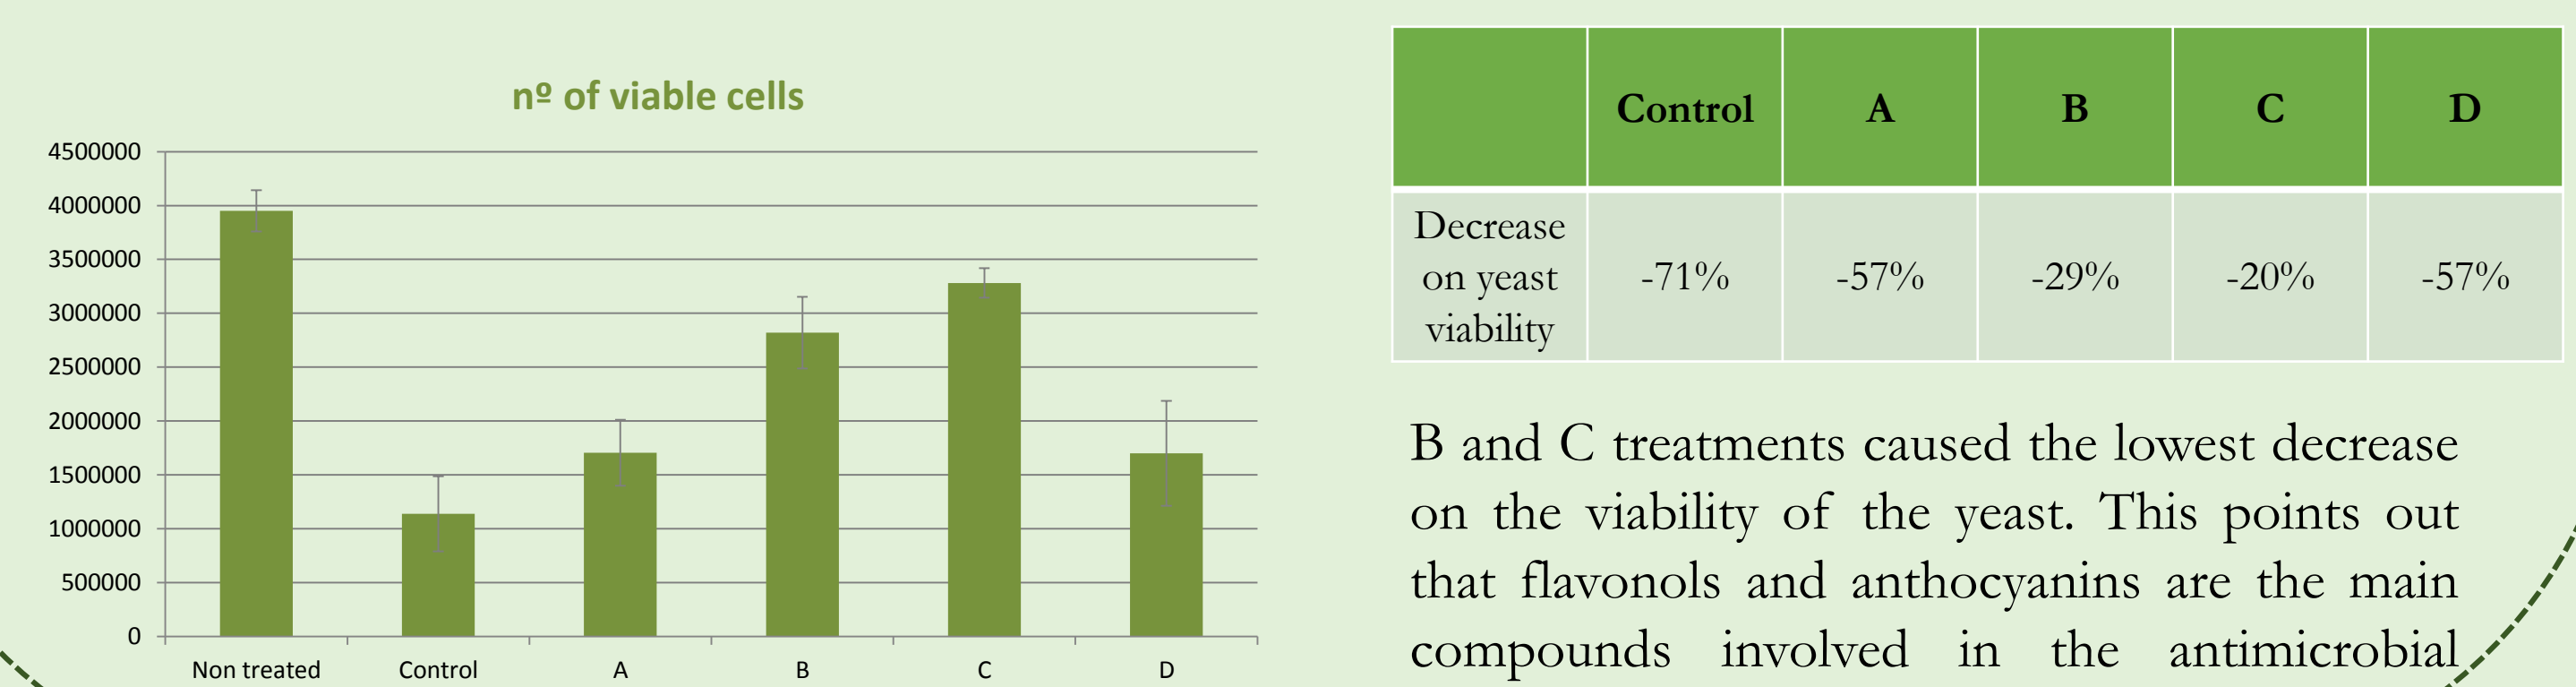 nº of viable cells
4500000
4000000
3500000
3000000
2500000
2000000
1500000
1000000
500000
0
Non treated Control A B C D
Control A B C D
Decrease
on yeast
viability
-71% -57% -29% -20% -57%
B and C treatments caused the lowest decrease
on the viability of the yeast. This points out
that flavonols and anthocyanins are the main
compounds involved in the antimicrobial